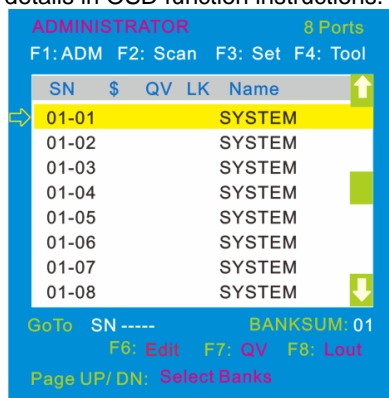 details in OSD function instructions.
ADMINISTRATOR 8 Ports
F1: ADM F2: Scan F3: Set F4: Tool
SN $ QV LK Name
01-01 SYSTEM
01-02 SYSTEM
01-03 SYSTEM
01-04 SYSTEM
01-05 SYSTEM
01-06 SYSTEM
01-07 SYSTEM
01-08 SYSTEM
GoTo SN ----- BANKSUM: 01
F6: Edit F7: QV F8: Lout
Page UP/ DN: Select Banks